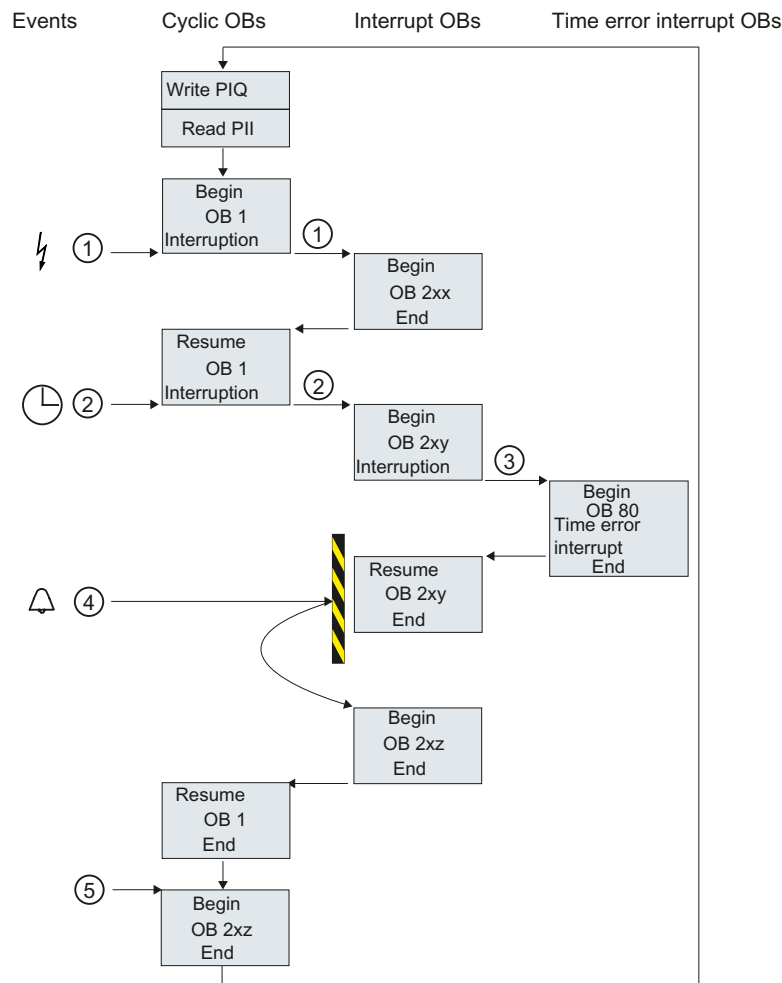 Events
Cyclic OBs
Interrupt OBs
Time error interrupt OBs
Write PIQ
Read PII
Begin
OB 1
Interruption
1
1
Begin
OB 2xx
End
Resume
OB 1
Interruption
2
2
Begin
OB 2xy
Interruption
3
Begin
OB 80
Time error
interrupt
End
4
Resume
OB 2xy
End
Begin
OB 2xz
End
Resume
OB 1
End
5
Begin
OB 2xz
End